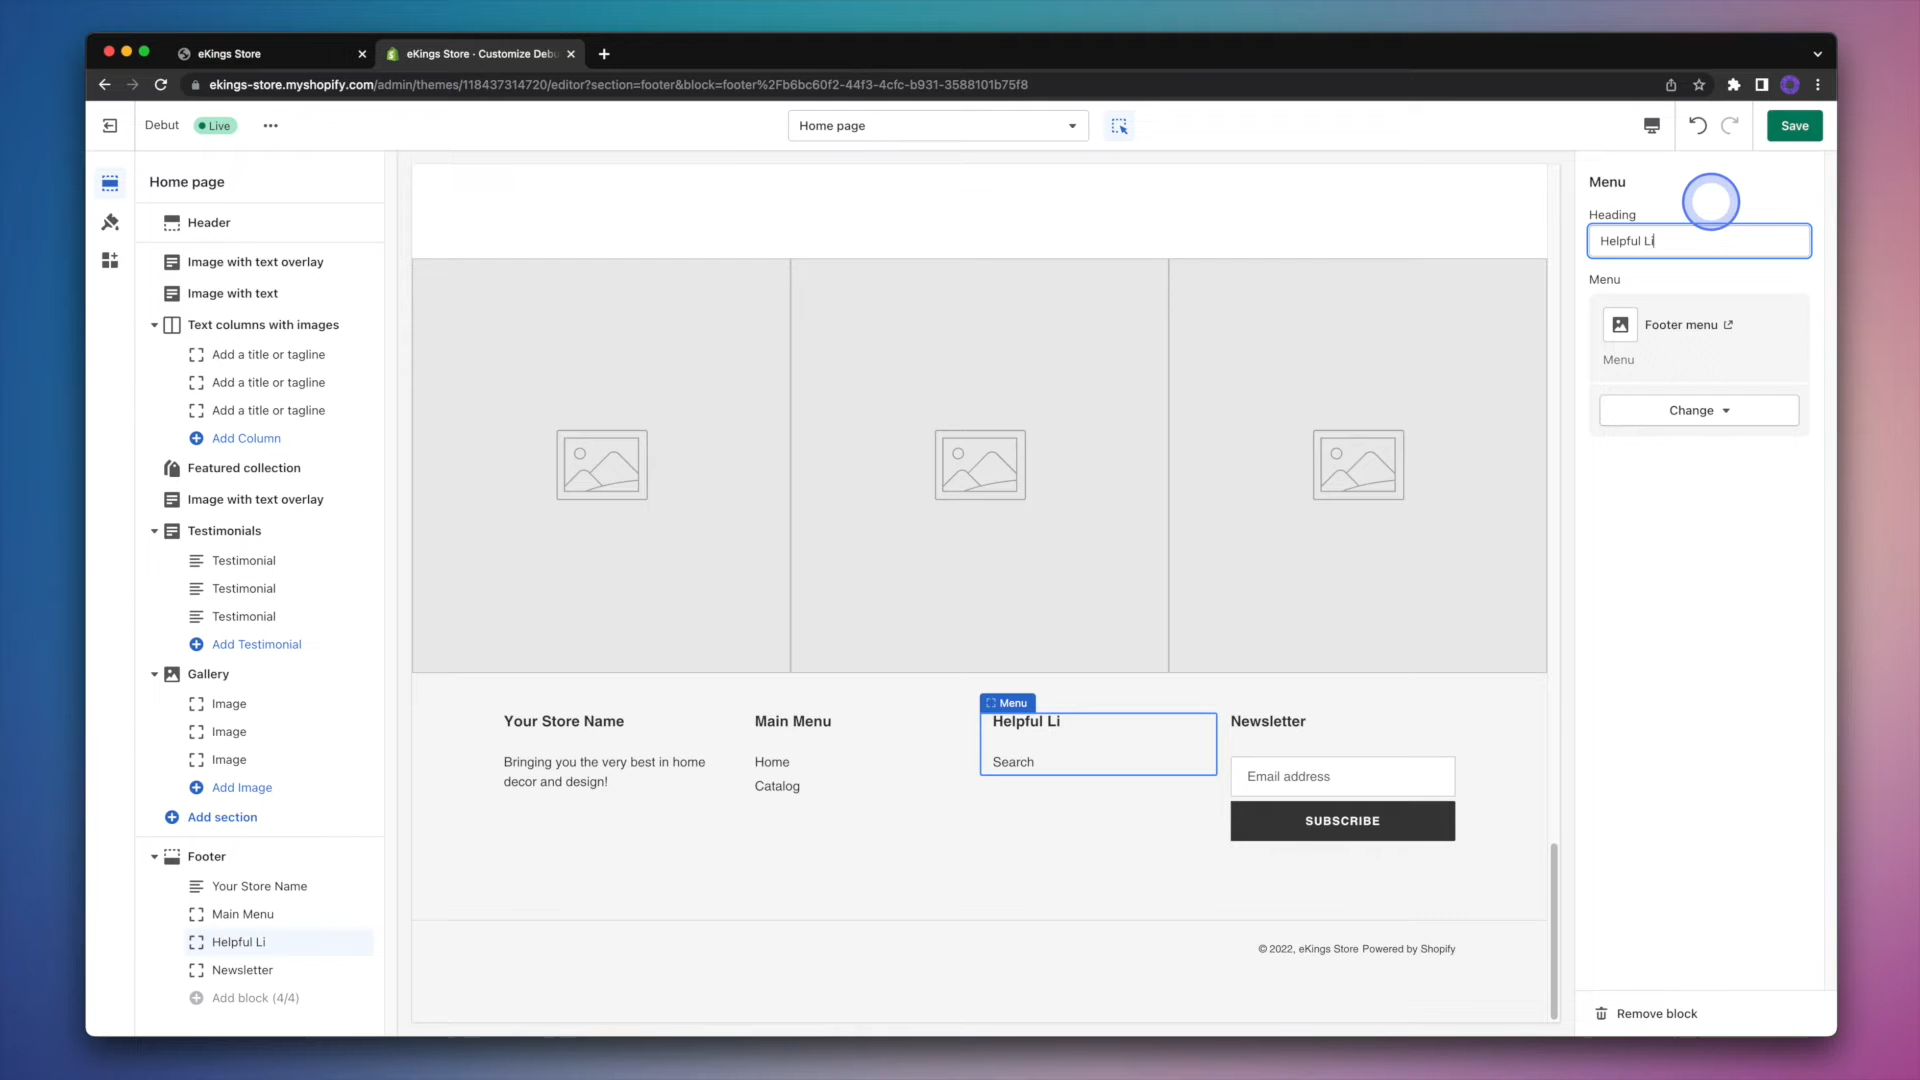 eKings Store
eKings Store · Customize Debu
ekings-store.myshopify.com/admin/themes/118437314720/editor?section=footer&block=footer%2Fb6bc60f2-44f3-4cfc-b931-3588101b75f8
Debut
Live
Home page
Save
Home page
Header
Image with text overlay
Image with text
Text columns with images
Add a title or tagline
Add a title or tagline
Add a title or tagline
Add Column
Featured collection
Image with text overlay
Testimonials
Testimonial
Testimonial
Testimonial
Add Testimonial
Gallery
Image
Image
Image
Add Image
Add section
Footer
Your Store Name
Main Menu
Helpful Li
Newsletter
Add block (4/4)
Your Store Name
Bringing you the very best in home
decor and design!
Main Menu
Home
Catalog
Menu
Helpful Li
Search
Newsletter
Email address
SUBSCRIBE
© 2022, eKings Store Powered by Shopify
Menu
Heading
Helpful Li
Menu
Footer menu
Menu
Change
Remove block